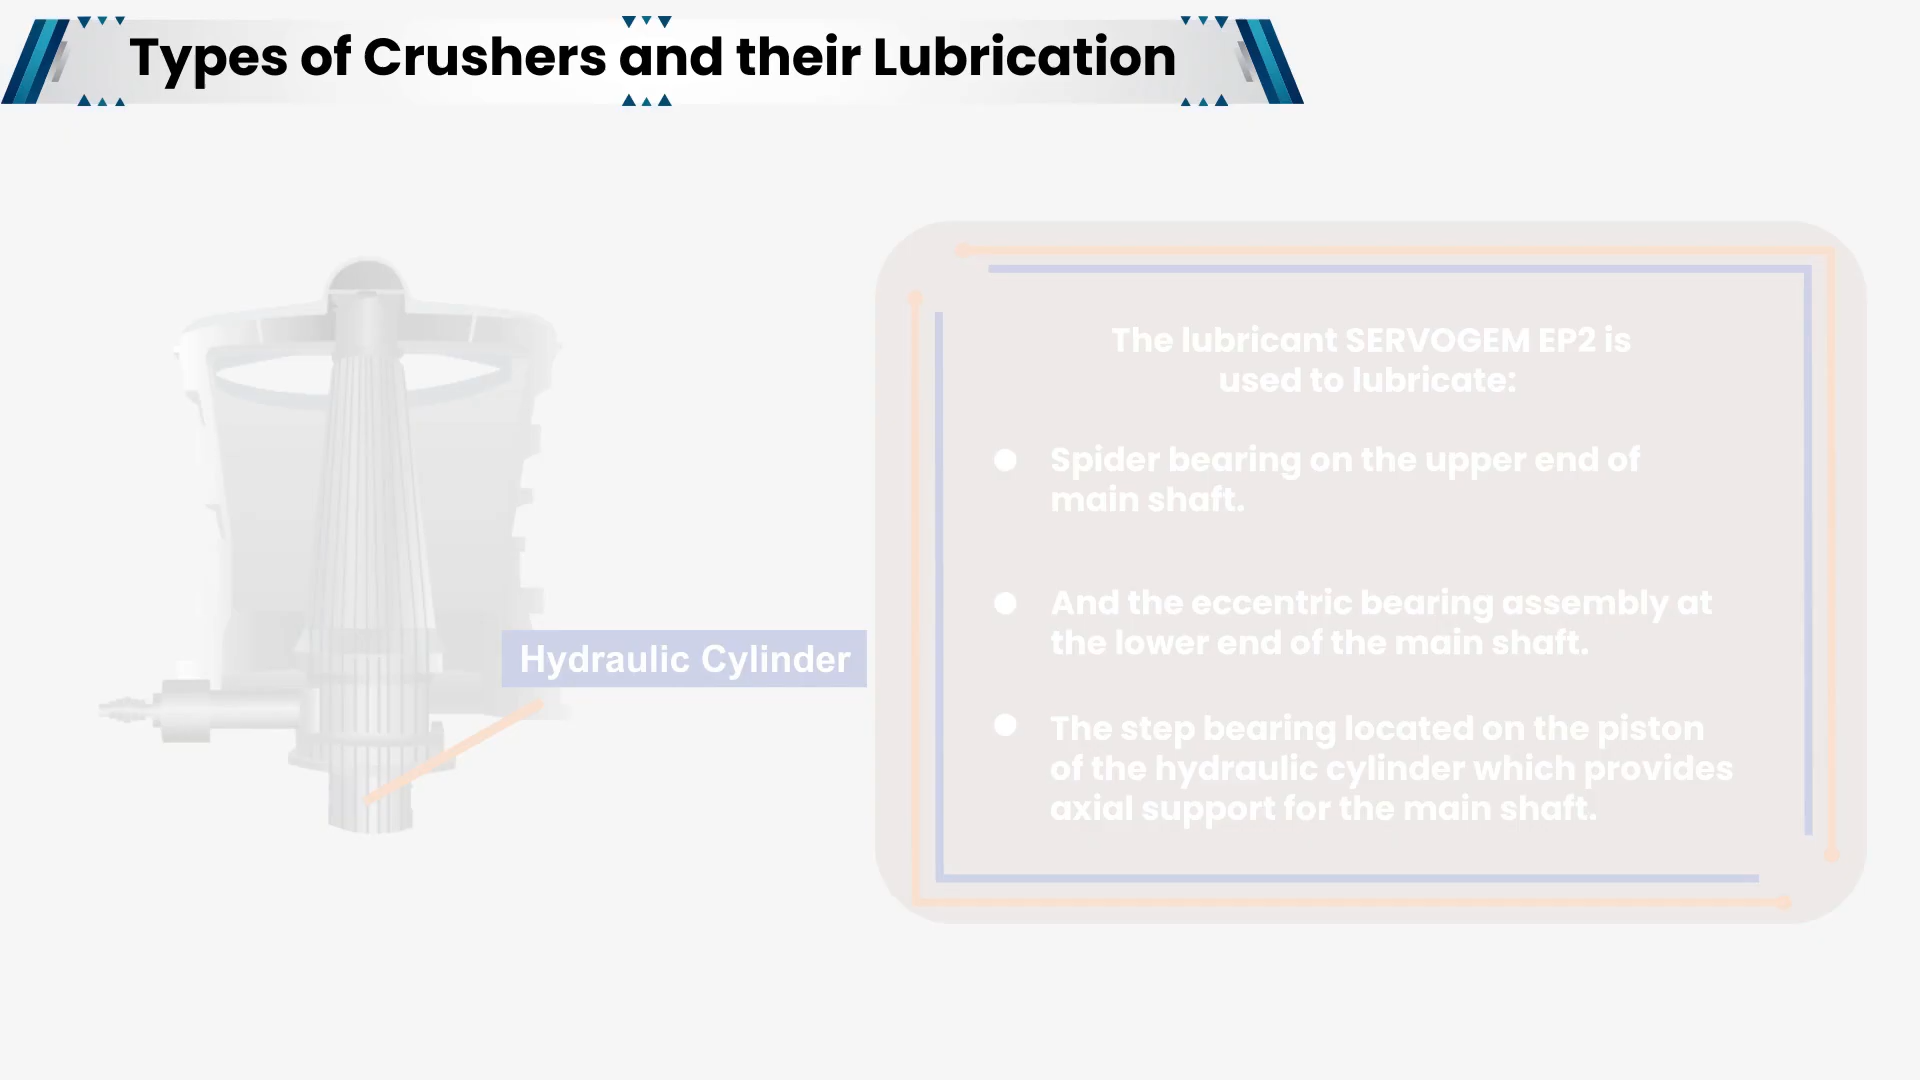 Types of Crushers and their Lubrication
The lubricant SERVOGEM EP2 is
used to lubricate:
Spider bearing on the upper end of
main shaft.
And the eccentric bearing assembly at
the lower end of the main shaft.
Hydraulic Cylinder
The step bearing located on the piston
of the hydraulic cylinder which provides
axial support for the main shaft.